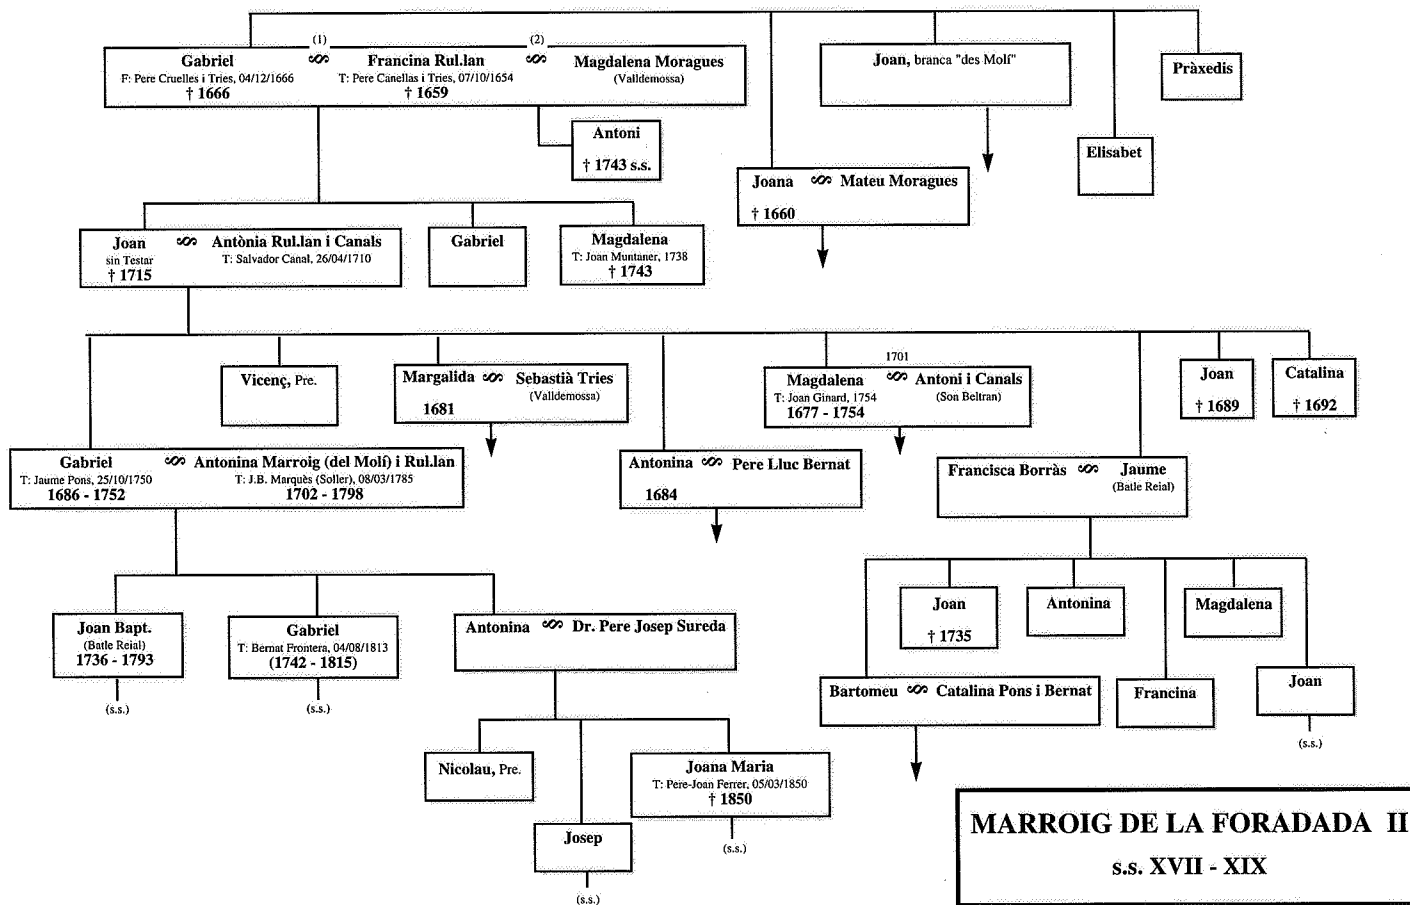 (1)
(2)
Gabriel ⚭ Francina Rul.lan ⚭ Magdalena Moragues
F: Pere Cruelles i Tries, 04/12/1666
T: Pere Canellas i Tries, 07/10/1654
(Valldemossa)
† 1666
† 1659
Joan, branca "des Molí"
Pràxedis
Antoni
† 1743 s.s.
Elisabet
Joana ⚭ Mateu Moragues
† 1660
Joan ⚭ Antònia Rul.lan i Canals
sin Testar
T: Salvador Canal, 26/04/1710
† 1715
Gabriel
Magdalena
T: Joan Muntaner, 1738
† 1743
Vicenç, Pre.
Margalida ⚭ Sebastià Tries
(Valldemossa)
1681
1701
Magdalena ⚭ Antoni i Canals
T: Joan Ginard, 1754
(Son Beltran)
1677 - 1754
Joan
† 1689
Catalina
† 1692
Gabriel ⚭ Antonina Marroig (del Molí) i Rul.lan
T: Jaume Pons, 25/10/1750
T: J.B. Marquès (Soller), 08/03/1785
1686 - 1752
1702 - 1798
Antonina ⚭ Pere Lluc Bernat
1684
Francisca Borràs ⚭ Jaume
(Batle Reial)
Joan Bapt.
(Batle Reial)
1736 - 1793
(s.s.)
Gabriel
T: Bernat Frontera, 04/08/1813
(1742 - 1815)
(s.s.)
Antonina ⚭ Dr. Pere Josep Sureda
Joan
† 1735
Antonina
Magdalena
Bartomeu ⚭ Catalina Pons i Bernat
Francina
Joan
(s.s.)
Nicolau, Pre.
Josep
(s.s.)
Joana Maria
T: Pere-Joan Ferrer, 05/03/1850
† 1850
(s.s.)
MARROIG DE LA FORADADA II
s.s. XVII - XIX